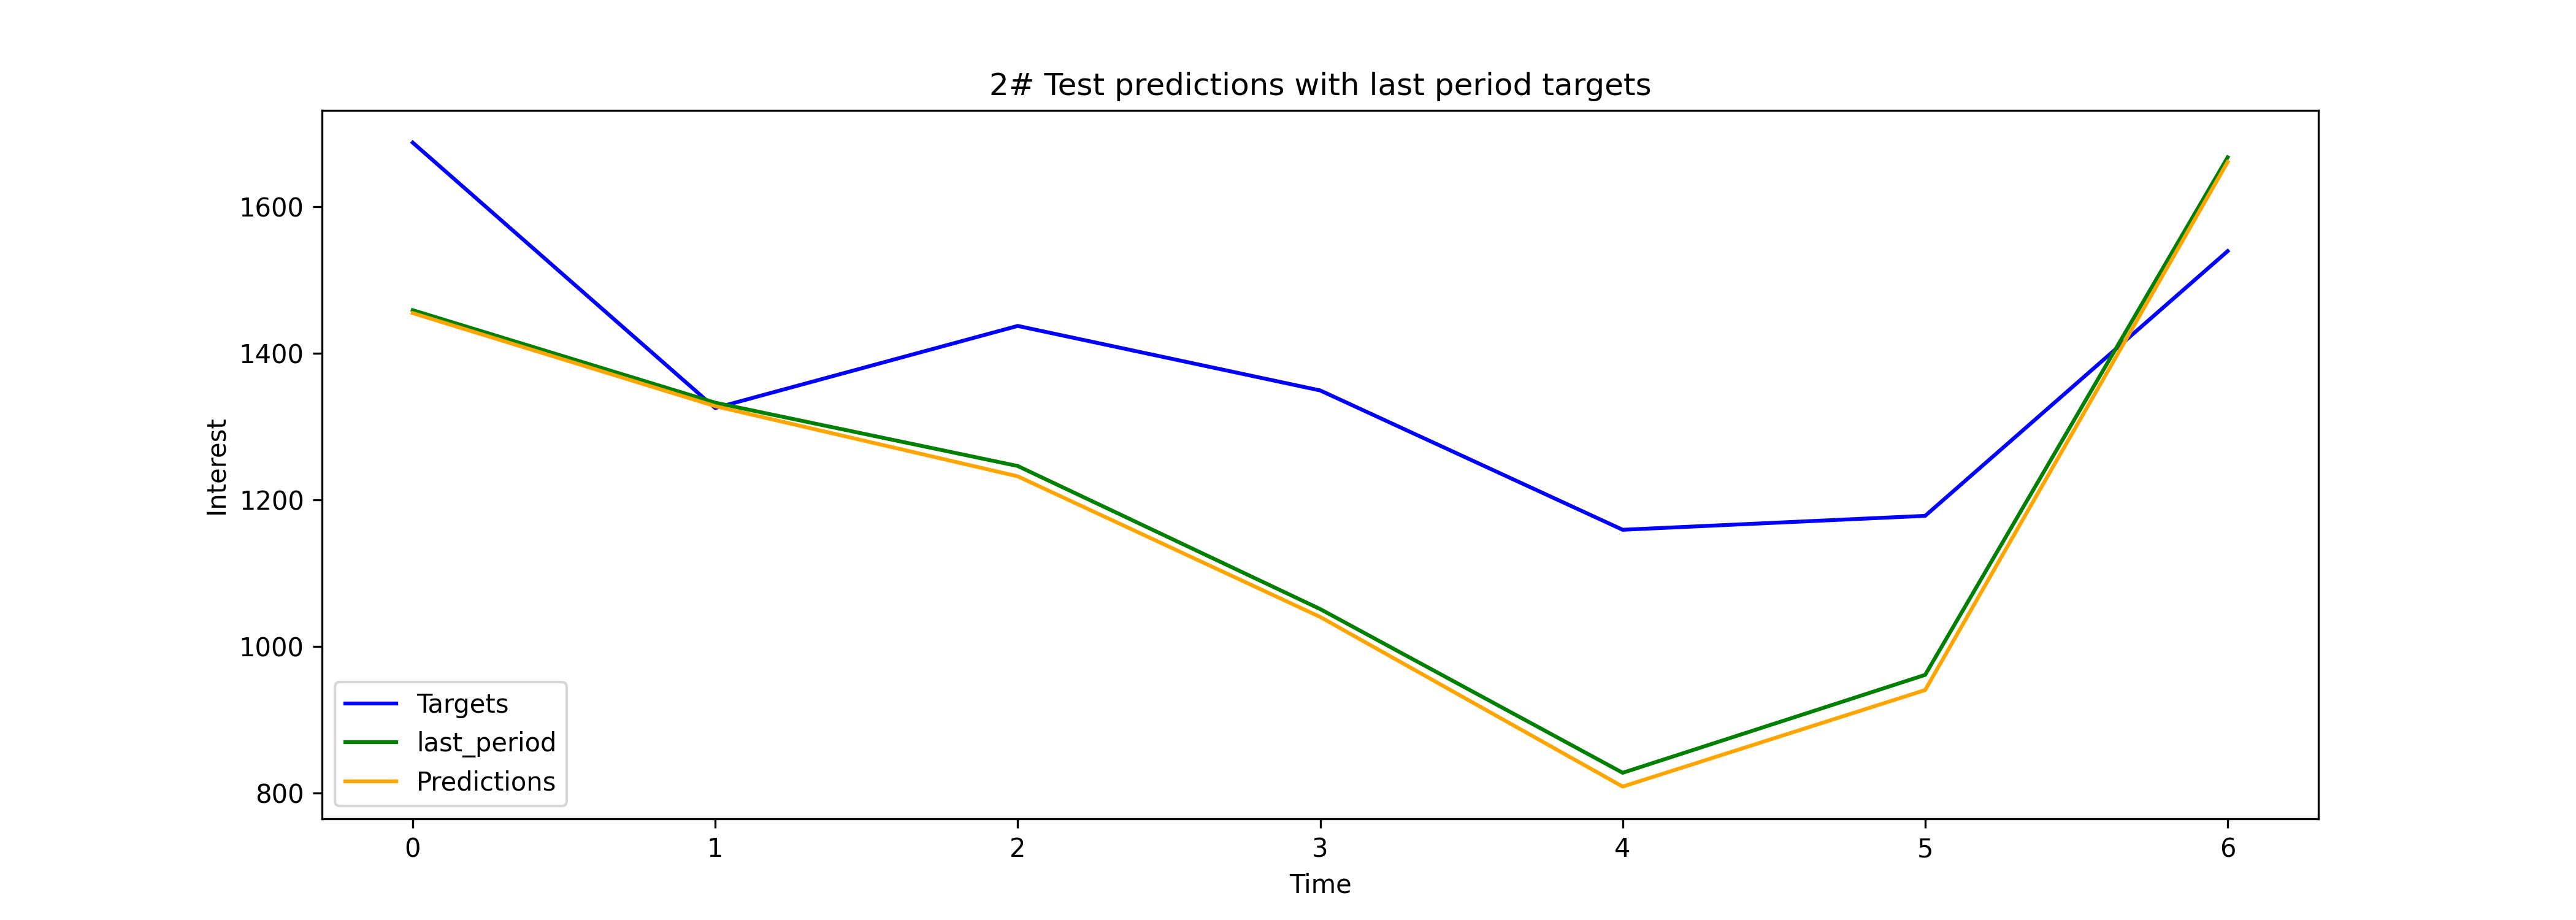 2# Test predictions with last period targets
Interest
1600
1400
1200
1000
800
Targets
last_period
Predictions
0 1 2 3 4 5 6
Time